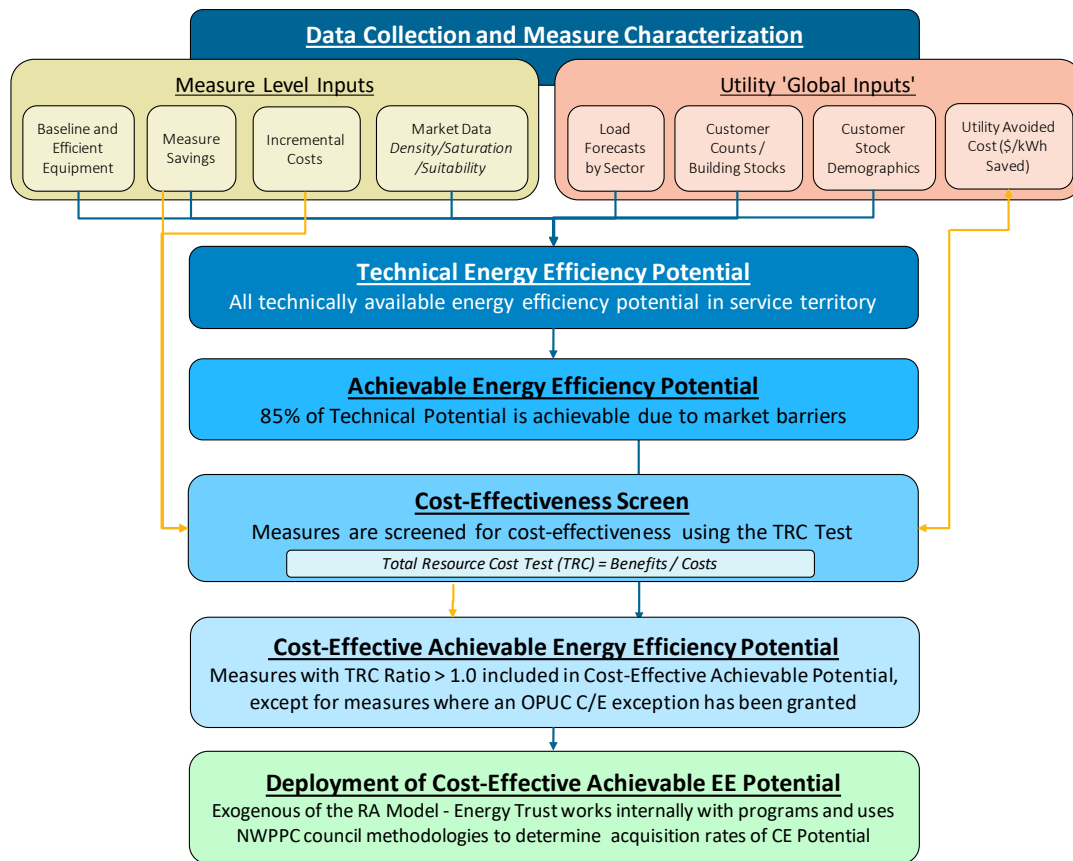 Data Collection and Measure Characterization
Measure Level Inputs
Baseline and
Efficient
Equipment
Measure
Savings
Incremental
Costs
Market Data
Density/Saturation
/Suitability
Utility 'Global Inputs'
Load
Forecasts
by Sector
Customer
Counts /
Building Stocks
Customer
Stock
Demographics
Utility Avoided
Cost ($/kWh
Saved)
Technical Energy Efficiency Potential
All technically available energy efficiency potential in service territory
Achievable Energy Efficiency Potential
85% of Technical Potential is achievable due to market barriers
Cost-Effectiveness Screen
Measures are screened for cost-effectiveness using the TRC Test
Total Resource Cost Test (TRC) = Benefits / Costs
Cost-Effective Achievable Energy Efficiency Potential
Measures with TRC Ratio > 1.0 included in Cost-Effective Achievable Potential,
except for measures where an OPUC C/E exception has been granted
Deployment of Cost-Effective Achievable EE Potential
Exogenous of the RA Model - Energy Trust works internally with programs and uses
NWPPC council methodologies to determine acquisition rates of CE Potential